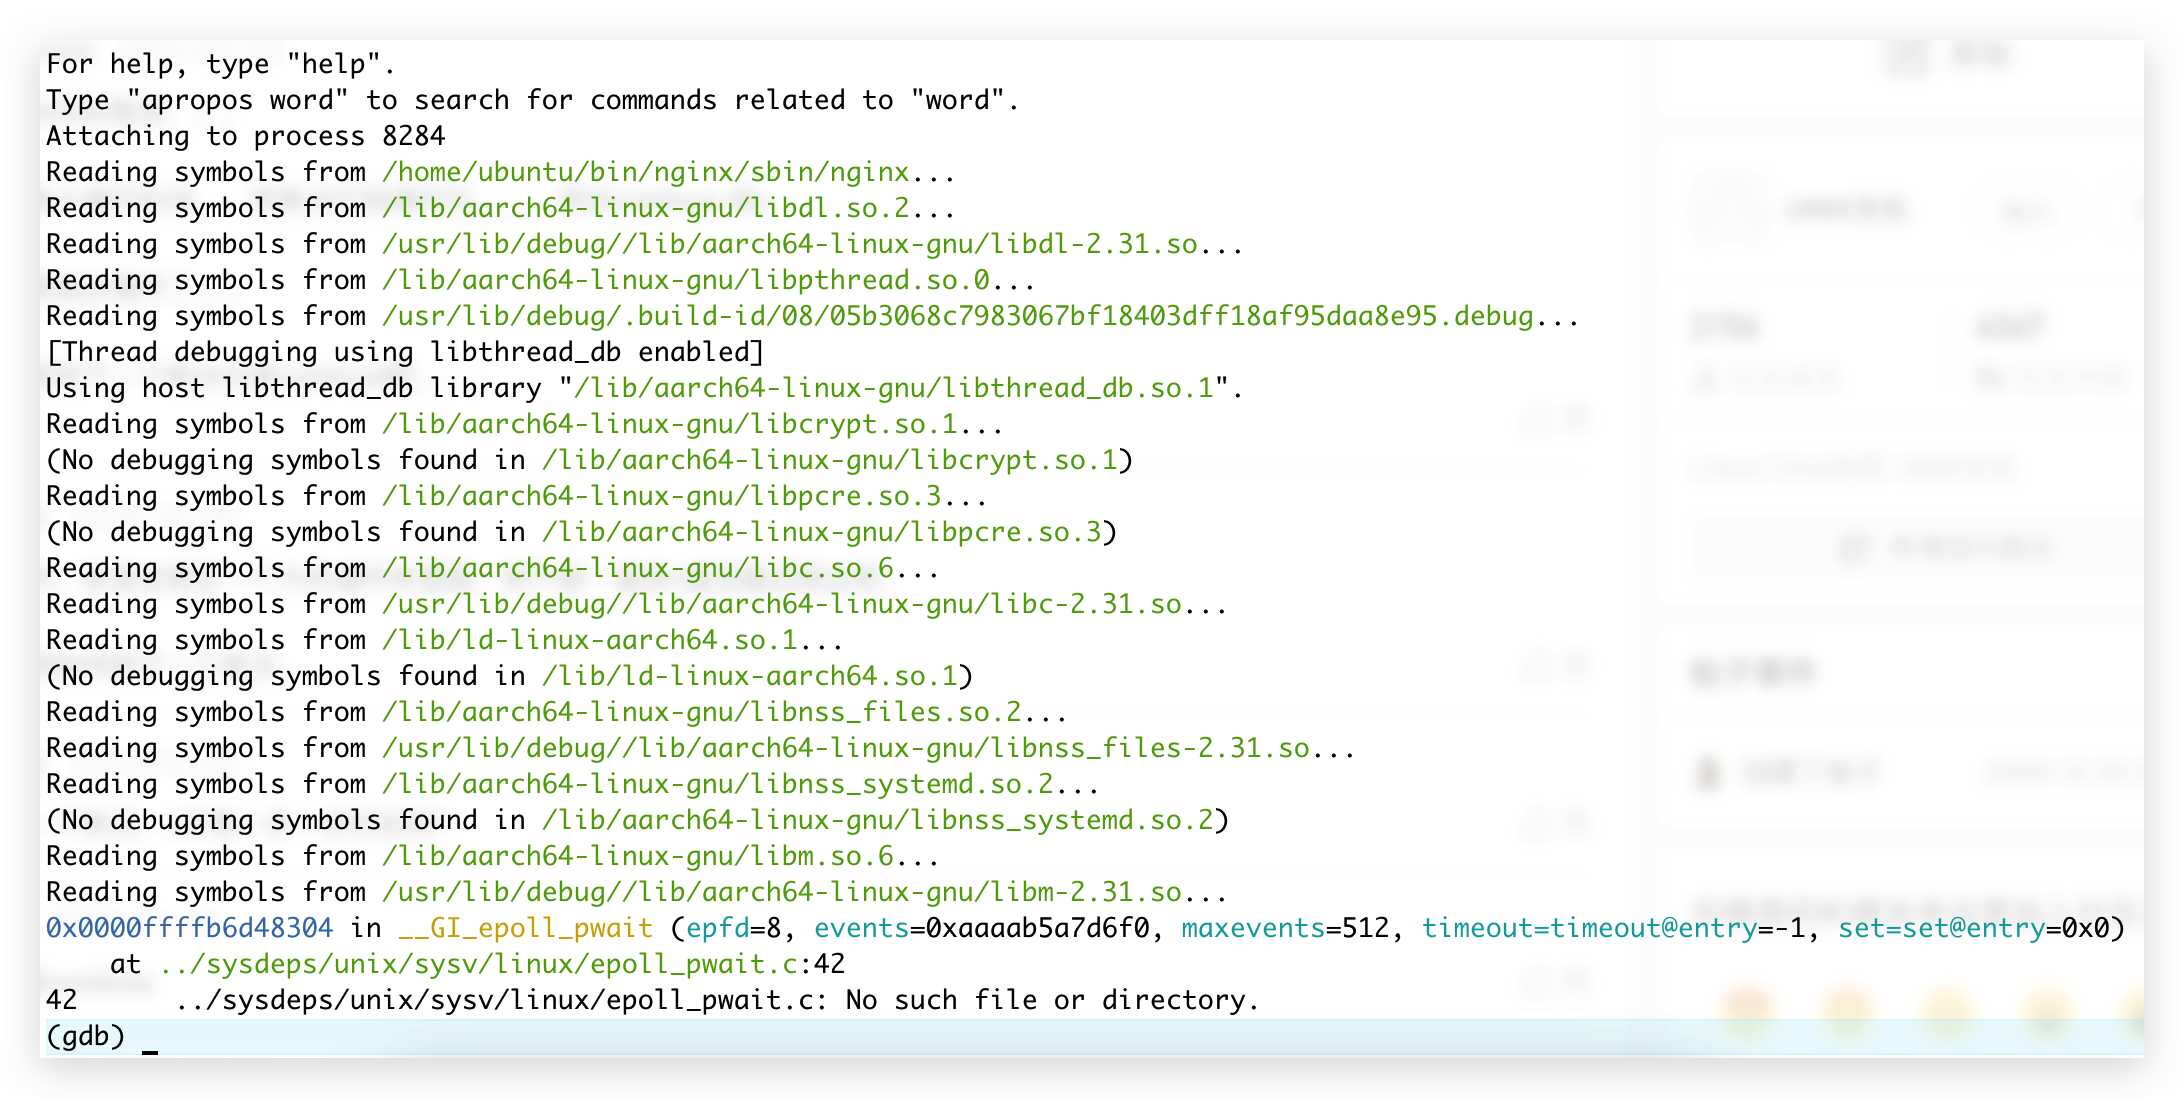 For help, type "help".
Type "apropos word" to search for commands related to "word".
Attaching to process 8284
Reading symbols from /home/ubuntu/bin/nginx/sbin/nginx...
Reading symbols from /lib/aarch64-linux-gnu/libdl.so.2...
Reading symbols from /usr/lib/debug//lib/aarch64-linux-gnu/libdl-2.31.so...
Reading symbols from /lib/aarch64-linux-gnu/libpthread.so.0...
Reading symbols from /usr/lib/debug/.build-id/08/05b3068c7983067bf18403dff18af95daa8e95.debug...
[Thread debugging using libthread_db enabled]
Using host libthread_db library "/lib/aarch64-linux-gnu/libthread_db.so.1".
Reading symbols from /lib/aarch64-linux-gnu/libcrypt.so.1...
(No debugging symbols found in /lib/aarch64-linux-gnu/libcrypt.so.1)
Reading symbols from /lib/aarch64-linux-gnu/libpcre.so.3...
(No debugging symbols found in /lib/aarch64-linux-gnu/libpcre.so.3)
Reading symbols from /lib/aarch64-linux-gnu/libc.so.6...
Reading symbols from /usr/lib/debug//lib/aarch64-linux-gnu/libc-2.31.so...
Reading symbols from /lib/ld-linux-aarch64.so.1...
(No debugging symbols found in /lib/ld-linux-aarch64.so.1)
Reading symbols from /lib/aarch64-linux-gnu/libnss_files.so.2...
Reading symbols from /usr/lib/debug//lib/aarch64-linux-gnu/libnss_files-2.31.so...
Reading symbols from /lib/aarch64-linux-gnu/libnss_systemd.so.2...
(No debugging symbols found in /lib/aarch64-linux-gnu/libnss_systemd.so.2)
Reading symbols from /lib/aarch64-linux-gnu/libm.so.6...
Reading symbols from /usr/lib/debug//lib/aarch64-linux-gnu/libm-2.31.so...
0x0000ffffb6d48304 in __GI_epoll_pwait (epfd=8, events=0xaaaab5a7d6f0, maxevents=512, timeout=timeout@entry=-1, set=set@entry=0x0)
    at ../sysdeps/unix/sysv/linux/epoll_pwait.c:42
42      ../sysdeps/unix/sysv/linux/epoll_pwait.c: No such file or directory.
(gdb)